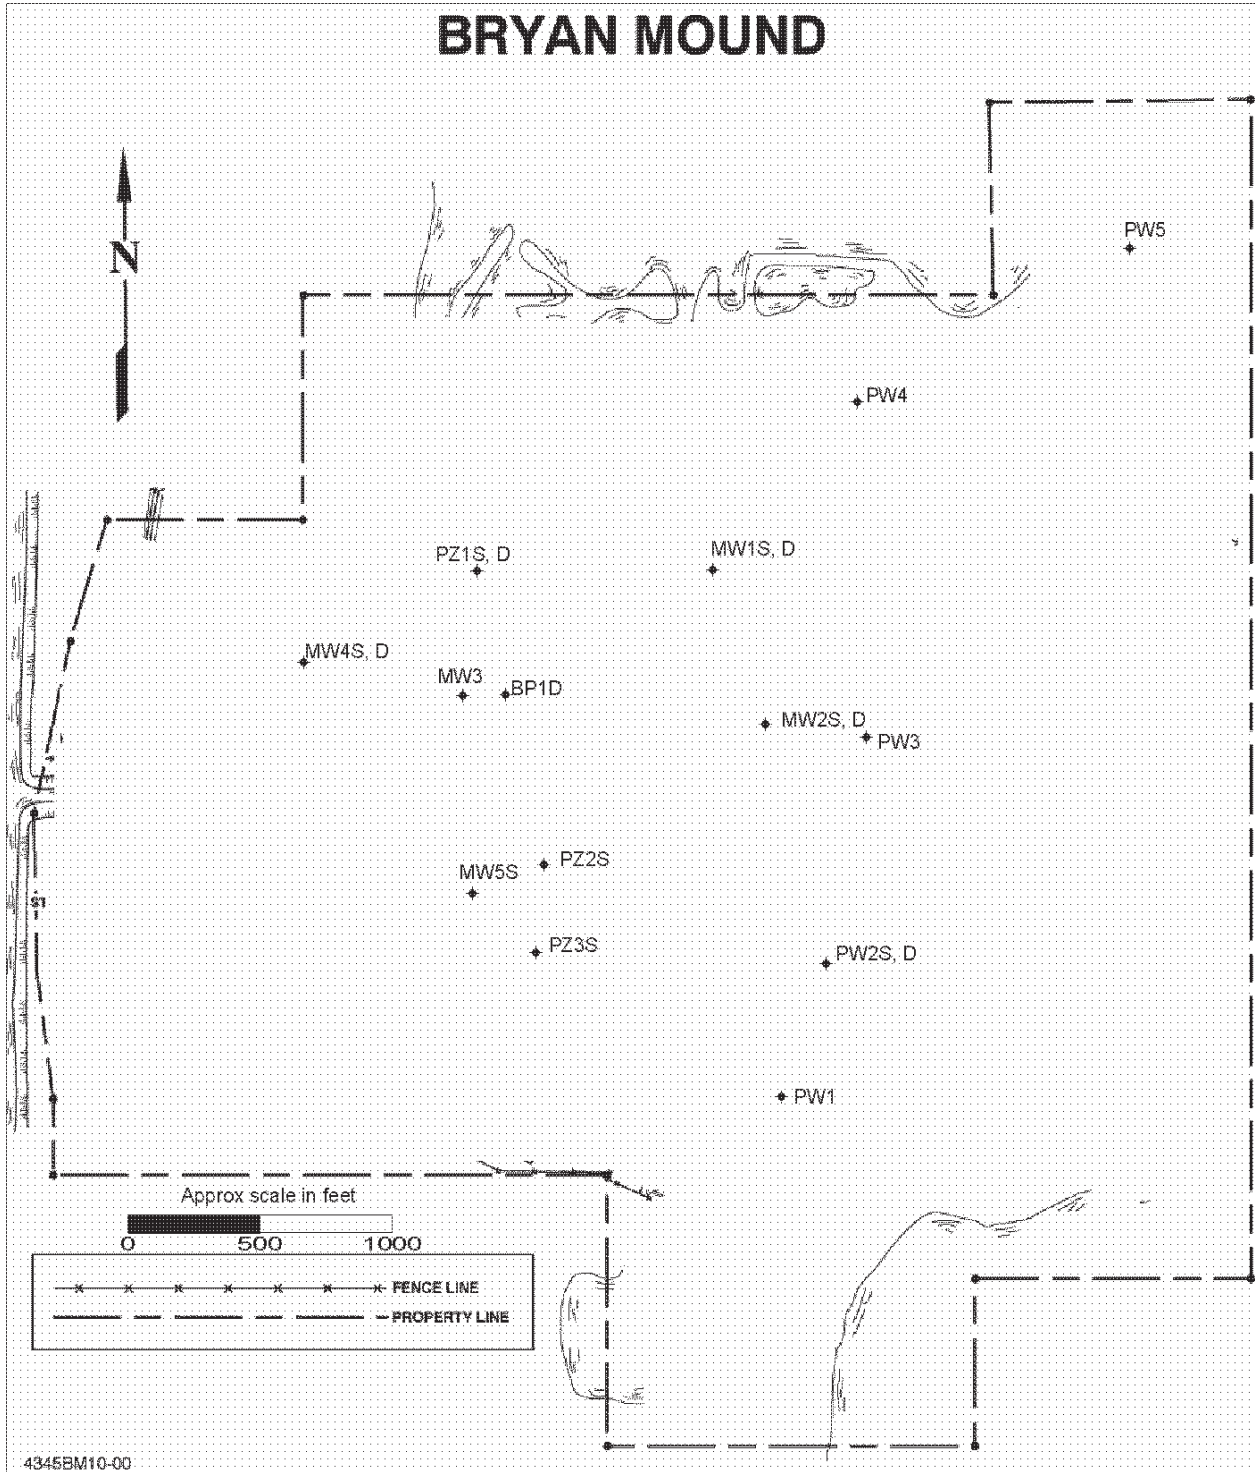 BRYAN MOUND
N
PW5
PW4
PZ1S, D
MW1S, D
MW4S, D
MW3
BP1D
MW2S, D
PW3
PZ2S
MW5S
PZ3S
PW2S, D
PW1
Approx scale in feet
0 500 1000
FENCE LINE
PROPERTY LINE
4345BM10-00